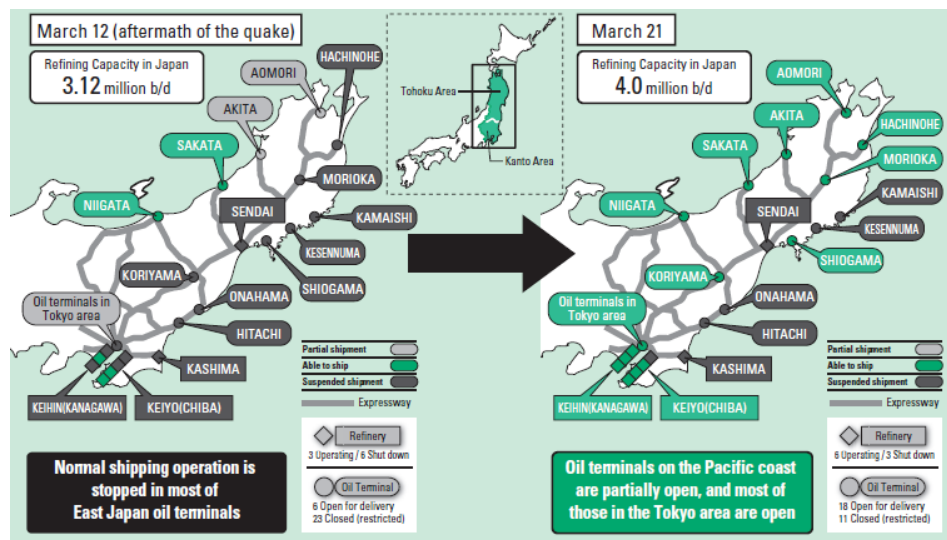 March 12 (aftermath of the quake)
Refining Capacity in Japan
3.12 million b/d
HACHINOHE
AOMORI
AKITA
SAKATA
MORIOKA
NIIGATA
SENDAI
KAMAISHI
KESENNUMA
KORIYAMA
SHIOGAMA
Oil terminals in
Tokyo area
ONAHAMA
HITACHI
KASHIMA
KEIHIN(KANAGAWA)
KEIYO(CHIBA)
Partial shipment
Able to ship
Suspended shipment
Expressway
Refinery
3 Operating / 6 Shut down
Oil Terminal
6 Open for delivery
23 Closed (restricted)
Normal shipping operation is
stopped in most of
East Japan oil terminals
Tohoku Area
Kanto Area
March 21
Refining Capacity in Japan
4.0 million b/d
AOMORI
AKITA
HACHINOHE
SAKATA
MORIOKA
NIIGATA
SENDAI
KAMAISHI
KESENNUMA
SHIOGAMA
KORIYAMA
Oil terminals in
Tokyo area
ONAHAMA
HITACHI
KASHIMA
KEIHIN(KANAGAWA)
KEIYO(CHIBA)
Partial shipment
Able to ship
Suspended shipment
Expressway
Refinery
6 Operating / 3 Shut down
Oil Terminal
18 Open for delivery
11 Closed (restricted)
Oil terminals on the Pacific coast
are partially open, and most of
those in the Tokyo area are open